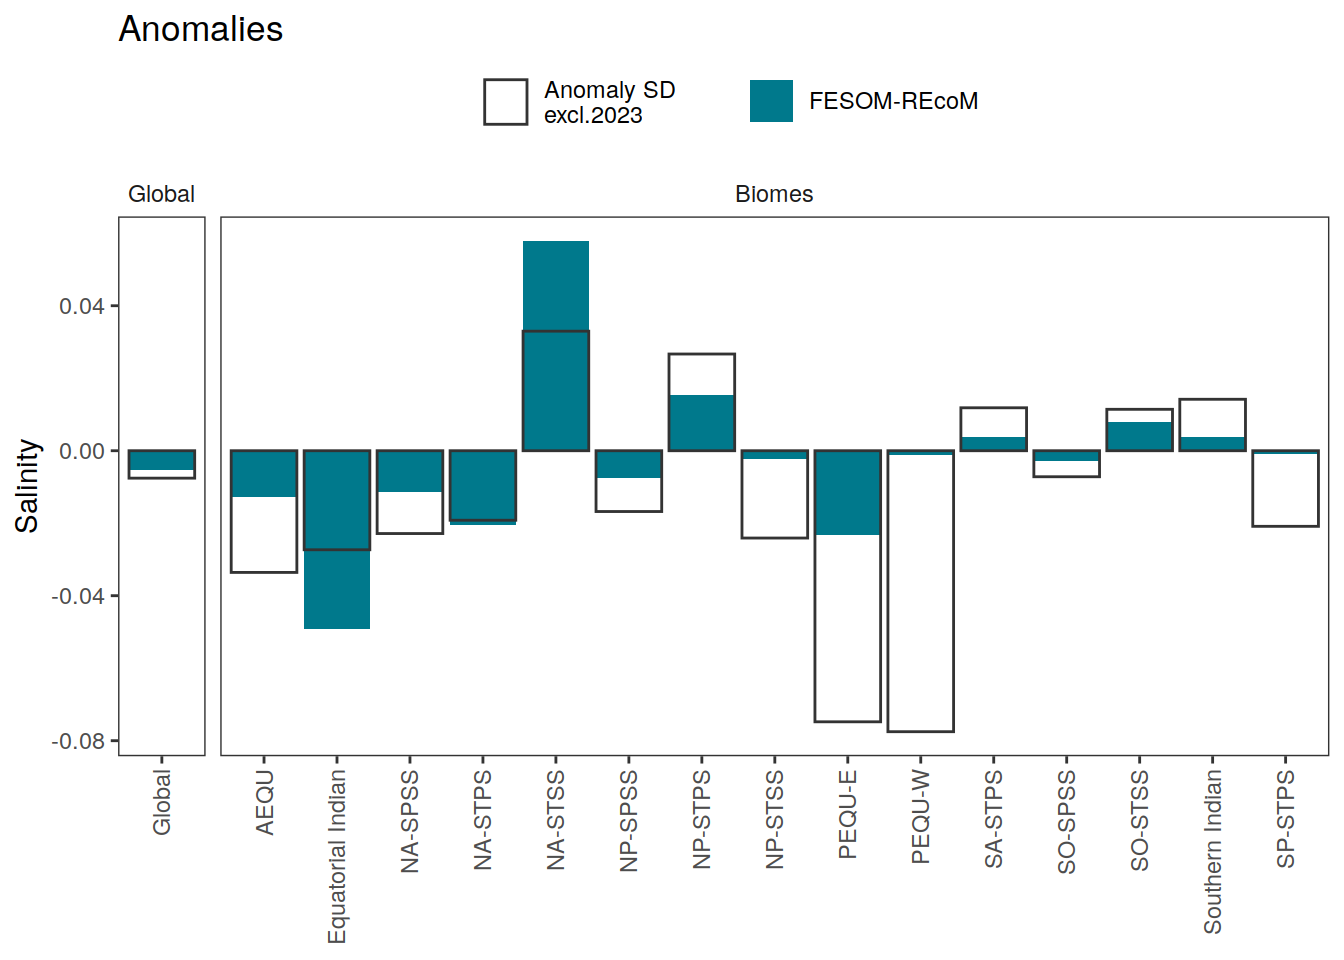 Anomalies
Anomaly SD
excl.2023
FESOM-REcoM
Global
Biomes
Salinity
0.04
0.00
-0.04
-0.08
Global
AEQU
Equatorial Indian
NA-SPSS
NA-STPS
NA-STSS
NP-SPSS
NP-STPS
NP-STSS
PEQU-E
PEQU-W
SA-STPS
SO-SPSS
SO-STSS
Southern Indian
SP-STPS